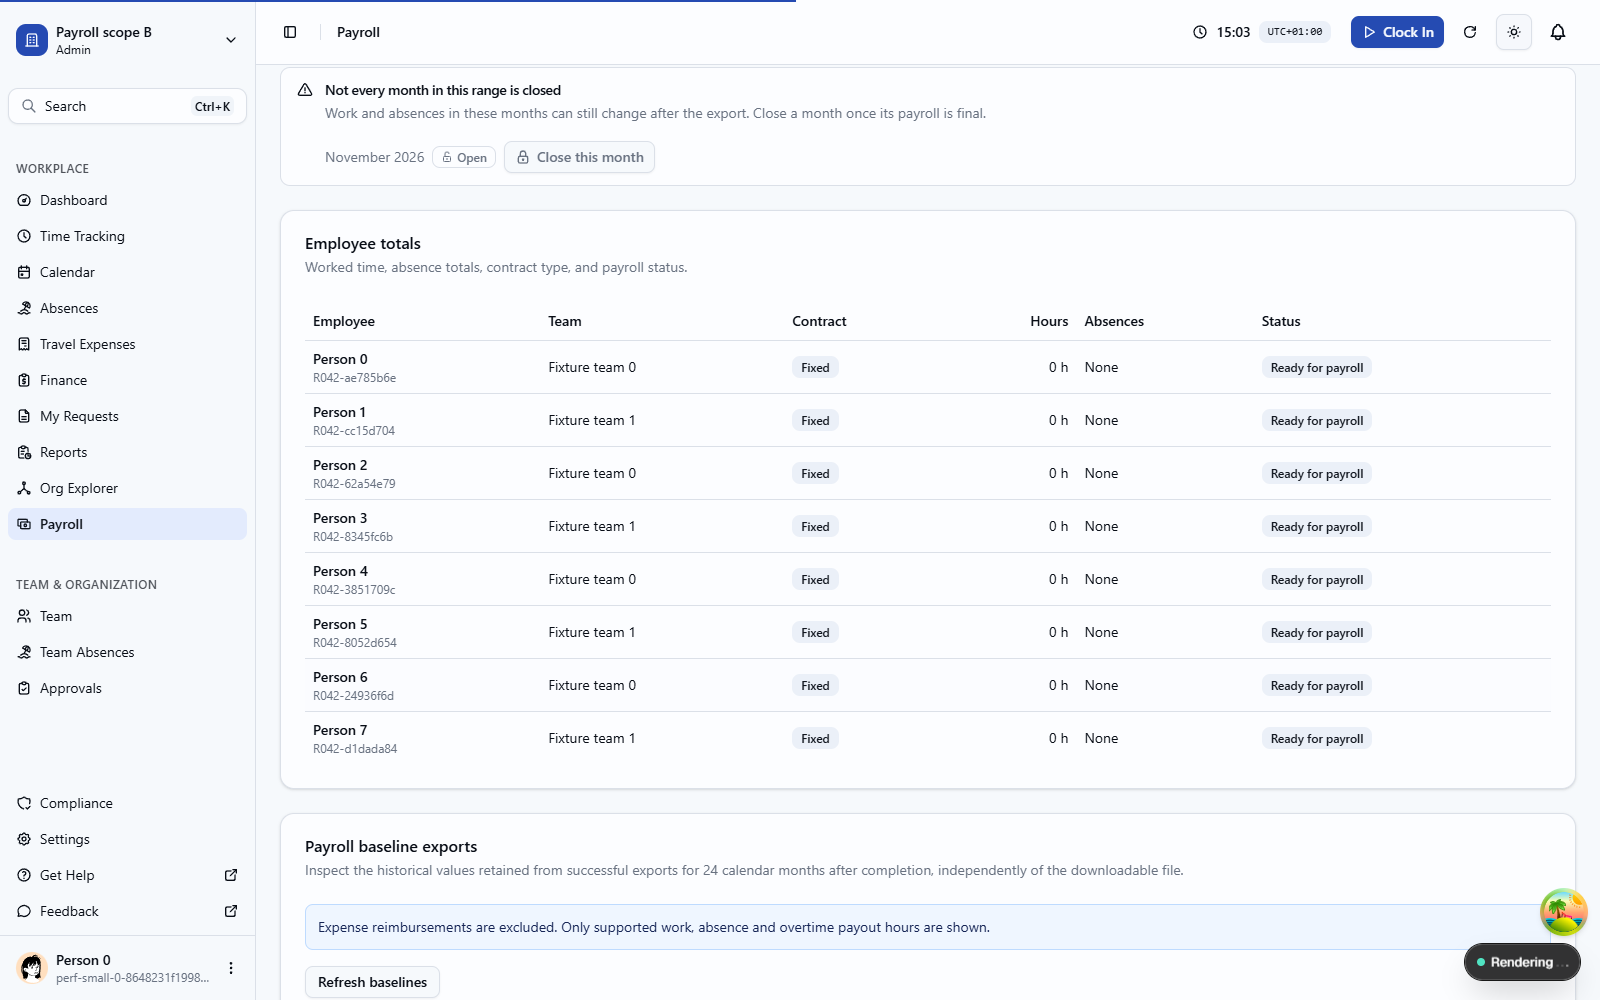 Payroll scope B
Admin
Search Ctrl+K
WORKPLACE
Dashboard
Time Tracking
Calendar
Absences
Travel Expenses
Finance
My Requests
Reports
Org Explorer
Payroll
TEAM & ORGANIZATION
Team
Team Absences
Approvals
Compliance
Settings
Get Help
Feedback
Person 0
perf-small-0-8648231f1998...
Payroll
15:03 UTC+01:00 Clock In
Not every month in this range is closed
Work and absences in these months can still change after the export. Close a month once its payroll is final.
November 2026 Open Close this month
Employee totals
Worked time, absence totals, contract type, and payroll status.
Employee Team Contract Hours Absences Status
Person 0
R042-ae785b6e
Fixture team 0 Fixed 0 h None Ready for payroll
Person 1
R042-cc15d704
Fixture team 1 Fixed 0 h None Ready for payroll
Person 2
R042-62a54e79
Fixture team 0 Fixed 0 h None Ready for payroll
Person 3
R042-8345fc6b
Fixture team 1 Fixed 0 h None Ready for payroll
Person 4
R042-3851709c
Fixture team 0 Fixed 0 h None Ready for payroll
Person 5
R042-8052d654
Fixture team 1 Fixed 0 h None Ready for payroll
Person 6
R042-24936f6d
Fixture team 0 Fixed 0 h None Ready for payroll
Person 7
R042-d1dada84
Fixture team 1 Fixed 0 h None Ready for payroll
Payroll baseline exports
Inspect the historical values retained from successful exports for 24 calendar months after completion, independently of the downloadable file.
Expense reimbursements are excluded. Only supported work, absence and overtime payout hours are shown.
Refresh baselines
Rendering ...